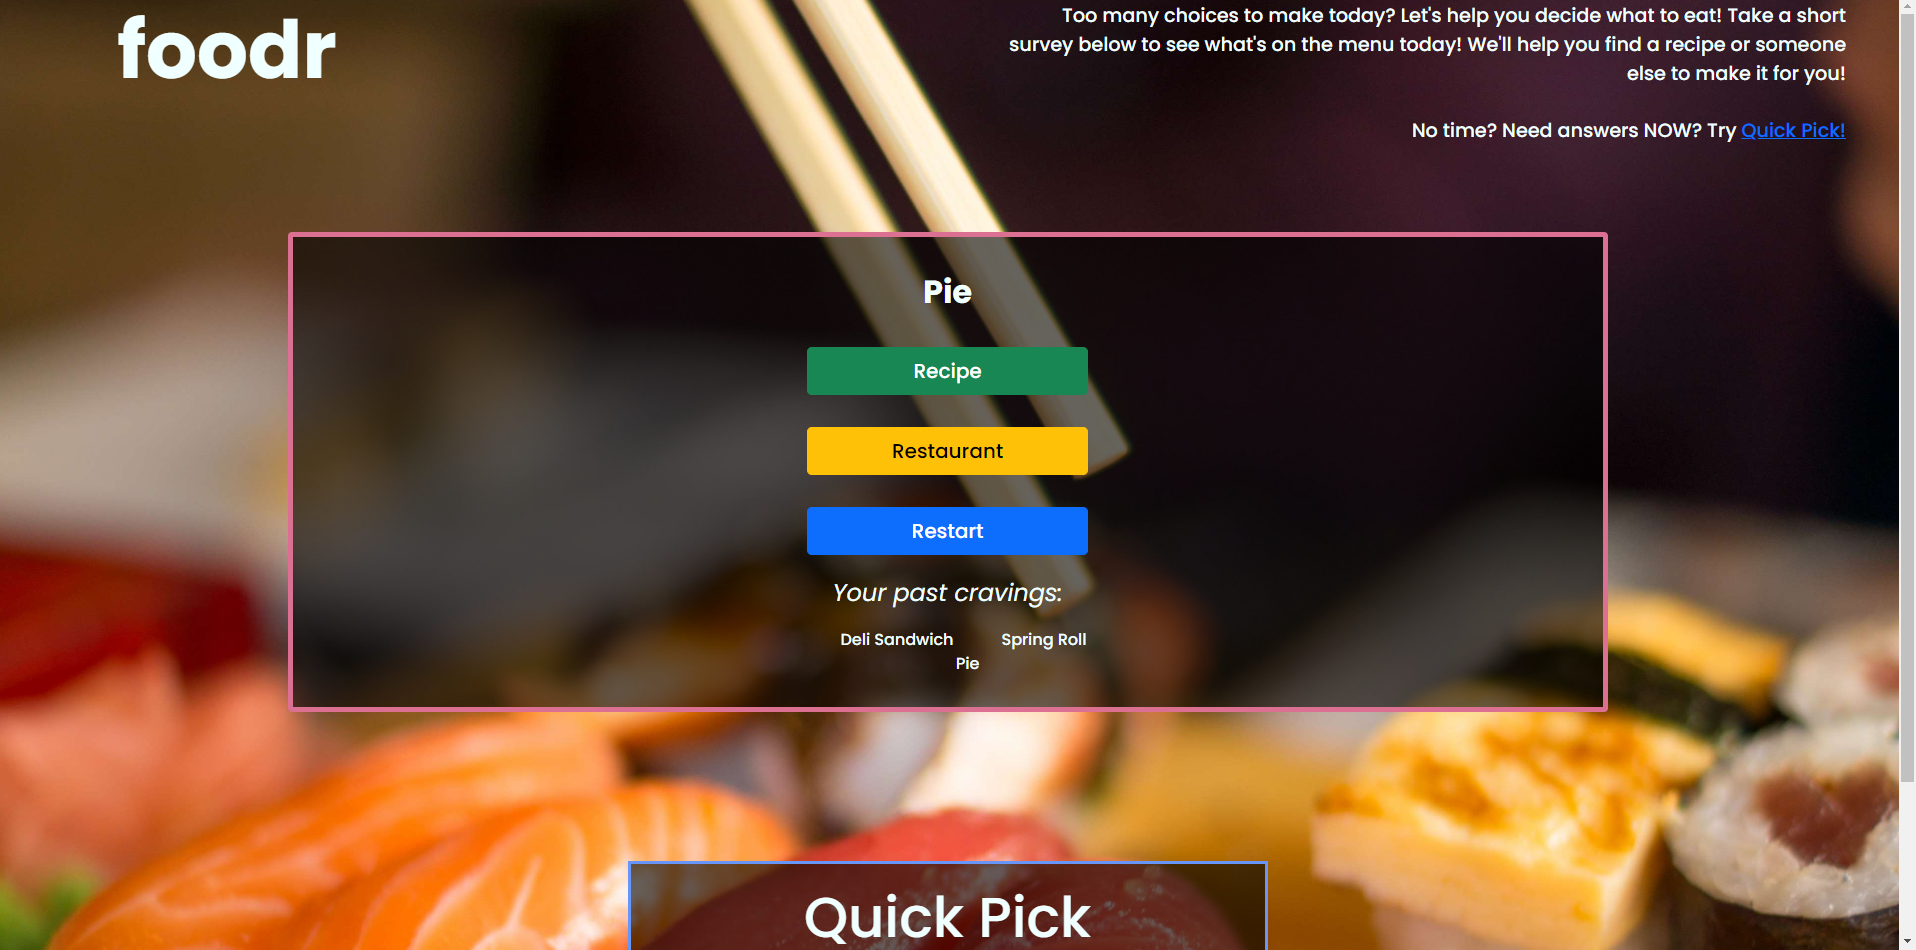 foodr
Too many choices to make today? Let's help you decide what to eat! Take a short
survey below to see what's on the menu today! We'll help you find a recipe or someone
else to make it for you!
No time? Need answers NOW? Try Quick Pick!
Pie
Recipe
Restaurant
Restart
Your past cravings:
Deli Sandwich Spring Roll
Pie
Quick Pick